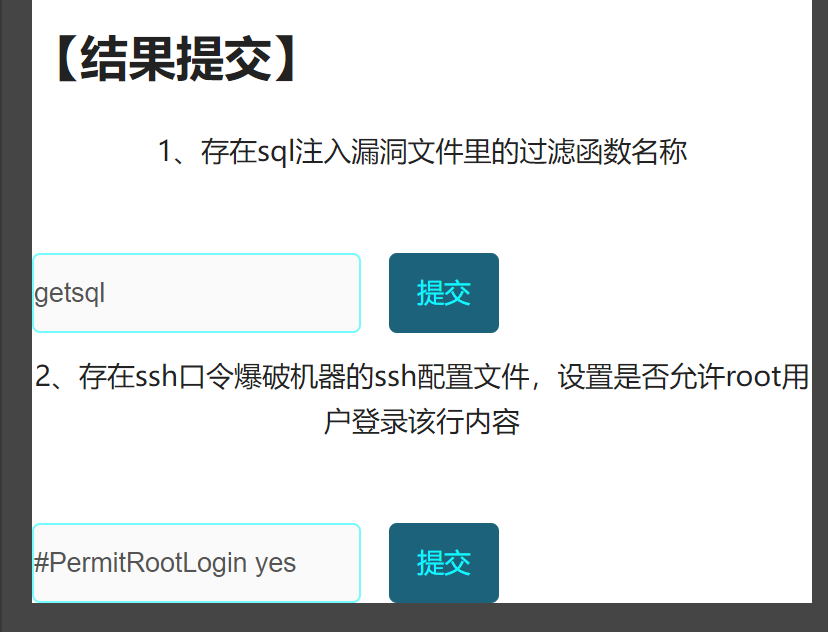 【结果提交】
1、存在sql注入漏洞文件里的过滤函数名称
getsql
提交
2、存在ssh口令爆破机器的ssh配置文件，设置是否允许root用
户登录该行内容
#PermitRootLogin yes
提交